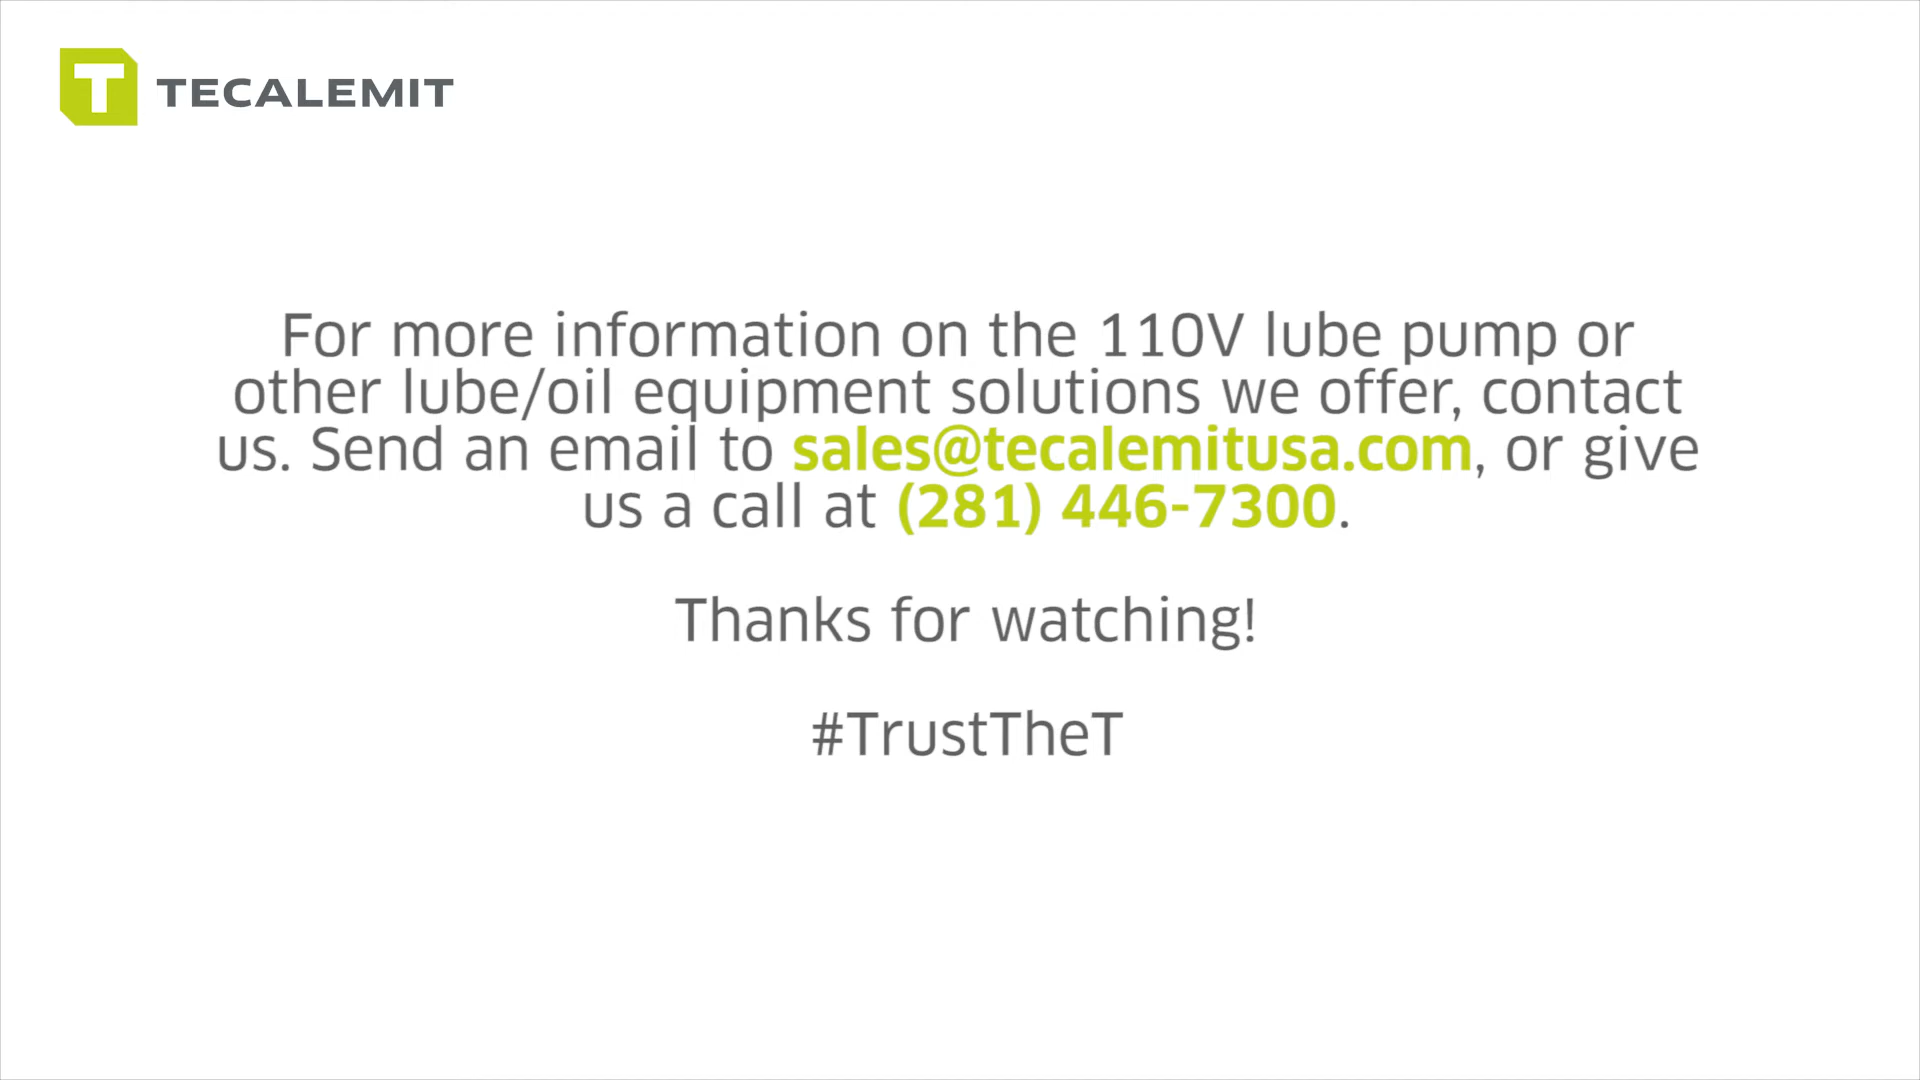 T TECALEMIT
For more information on the 110V lube pump or
other lube/oil equipment solutions we offer, contact
us. Send an email to sales@tecalemitusa.com, or give
us a call at (281) 446-7300.
Thanks for watching!
#TrustTheT